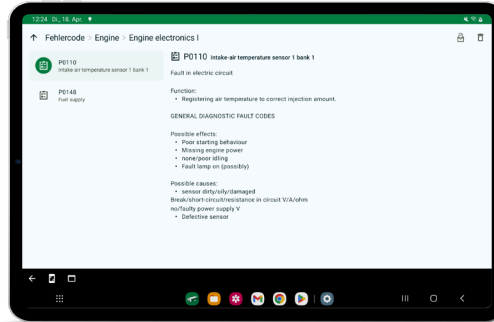 12:24 Di., 18. Apr.
Fehlercode > Engine > Engine electronics I
P0110
Intake-air temperature sensor 1 bank 1
P0148
Fuel supply
P0110 Intake-air temperature sensor 1 bank 1
Fault in electric circuit
Function:
• Registering air temperature to correct injection amount.
GENERAL DIAGNOSTIC FAULT CODES
Possible effects:
• Poor starting behaviour
• Missing engine power
• none/poor idling
• Fault lamp on (possibly)
Possible causes:
• sensor dirty/oily/damaged
Break/short-circuit/resistance in circuit V/A/ohm
no/faulty power supply V
• Defective sensor